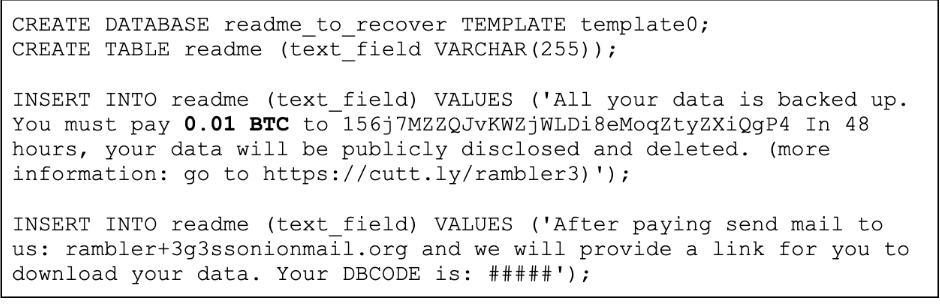 CREATE DATABASE readme_to_recover TEMPLATE template0;
CREATE TABLE readme (text_field VARCHAR(255));
INSERT INTO readme (text_field) VALUES ('All your data is backed up.
You must pay 0.01 BTC to 156j7MZZQJvKWZjWLDi8eMoqZtyZXiQgP4 In 48
hours, your data will be publicly disclosed and deleted. (more
information: go to https://cutt.ly/rambler3)');
INSERT INTO readme (text_field) VALUES ('After paying send mail to
us: rambler+3g3ssonionmail.org and we will provide a link for you to
download your data. Your DBCODE is: #####');